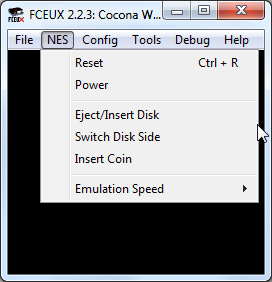 FCEUX 2.2.3: Cocona W...
File NES Config Tools Debug Help
Reset Ctrl + R
Power
Eject/Insert Disk
Switch Disk Side
Insert Coin
Emulation Speed